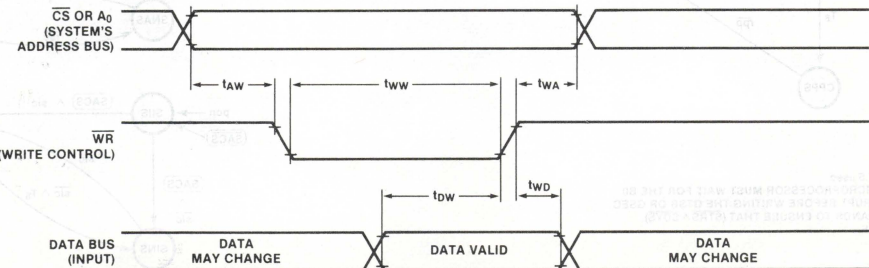 CS OR A0
(SYSTEM'S
ADDRESS BUS)
tAW
tWW
tWA
WR
(WRITE CONTROL)
tDW
tWD
DATA BUS
(INPUT)
DATA
MAY CHANGE
DATA VALID
DATA
MAY CHANGE